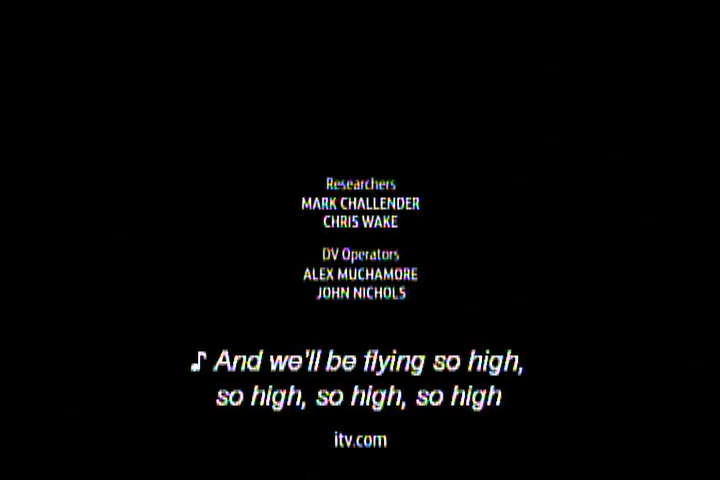 Researchers
MARK CHALLENDER
CHRIS WAKE
DV Operators
ALEX MUCHAMORE
JOHN NICHOLS
♪ And we'll be flying so high,
so high, so high, so high
itv.com